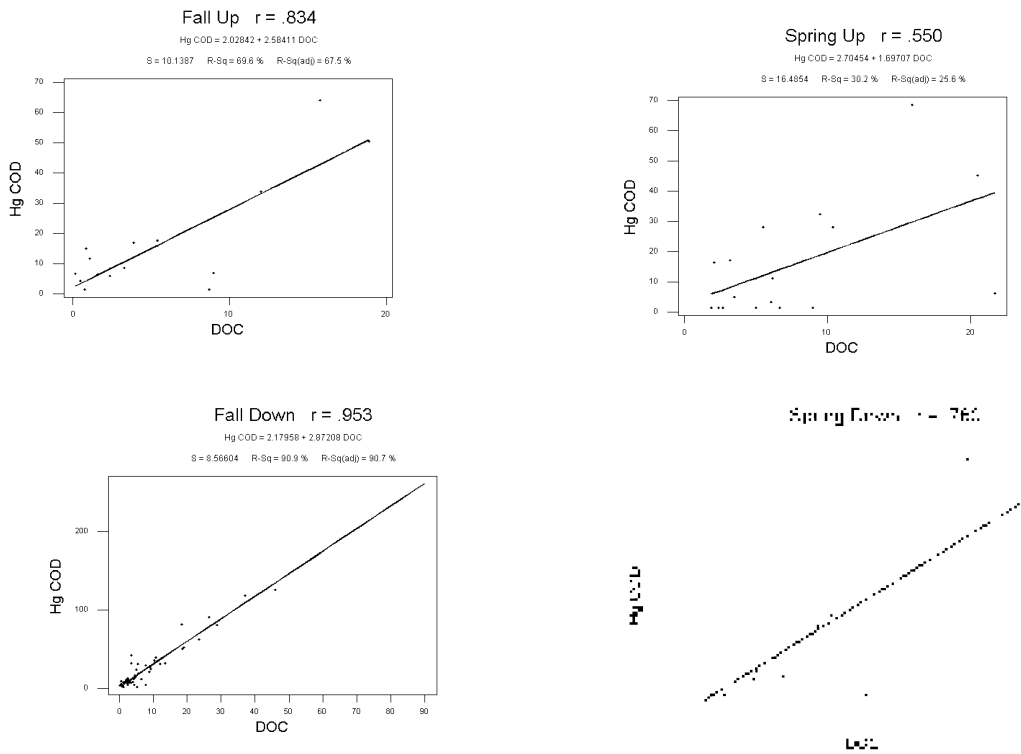 Fall Up r = .834
Hg COD = 2.02842 + 2.58411 DOC
S = 10.1387 R-Sq = 69.6 % R-Sq(adj) = 67.5 %
70
60
50
40
30
20
10
0
Hg COD
0 10 20
DOC
Spring Up r = .550
Hg COD = 2.70454 + 1.69707 DOC
S = 16.4854 R-Sq = 30.2 % R-Sq(adj) = 25.6 %
70
60
50
40
30
20
10
0
Hg COD
0 10 20
DOC
Fall Down r = .953
Hg COD = 2.17958 + 2.87208 DOC
S = 8.56604 R-Sq = 90.9 % R-Sq(adj) = 90.7 %
200
100
0
Hg COD
0 10 20 30 40 50 60 70 80 90
DOC
Spring Down